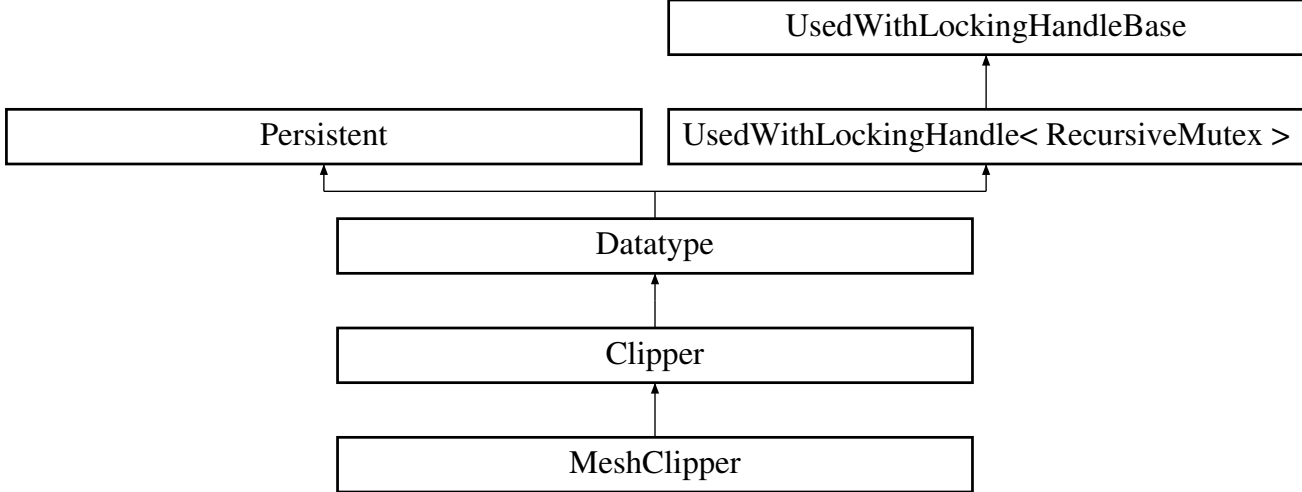 UsedWithLockingHandleBase
Persistent
UsedWithLockingHandle< RecursiveMutex >
Datatype
Clipper
MeshClipper